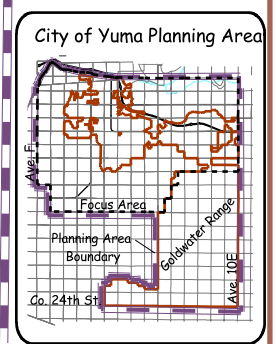 City of Yuma Planning Area
Ave. F
Focus Area
Planning Area
Boundary
Goldwater Range
Ave. 10E
Co. 24th St.